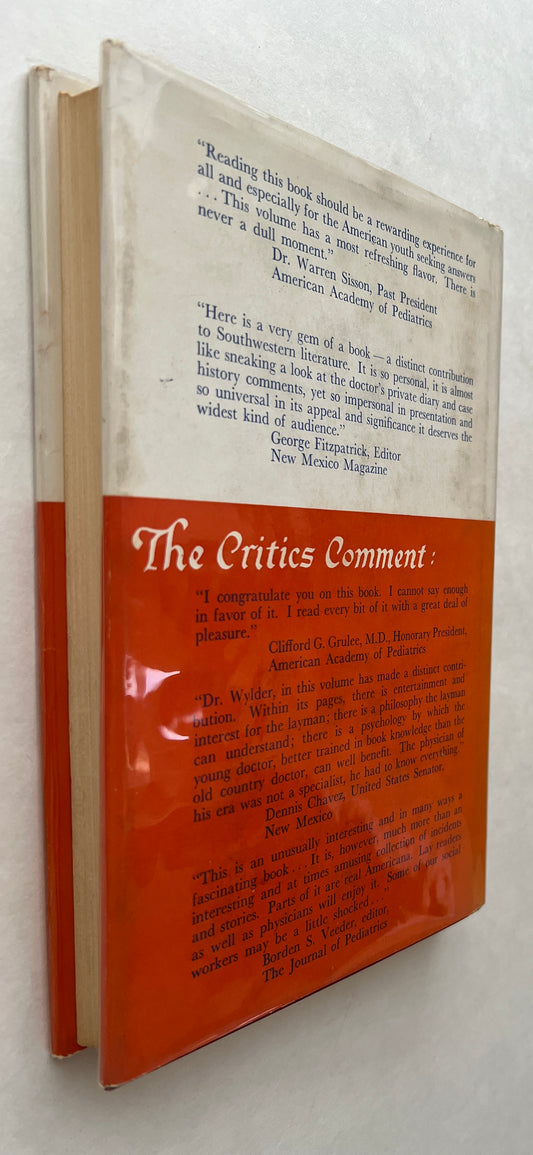 “Reading this book should be a rewarding experience for
all and especially for the American youth seeking answers
. . . This volume has a most refreshing flavor. There is
never a dull moment.”
Dr. Warren Sisson, Past President
American Academy of Pediatrics
“Here is a very gem of a book — a distinct contribution
to Southwestern literature. It is so personal, it is almost
like sneaking a look at the doctor’s private diary and case
history comments, yet so impersonal in presentation and
so universal in its appeal and significance it deserves the
widest kind of audience.”
George Fitzpatrick, Editor
New Mexico Magazine
The Critics Comment:
“I congratulate you on this book. I cannot say enough
in favor of it. I read every bit of it with a great deal of
pleasure.”
Clifford G. Grulee, M.D., Honorary President,
American Academy of Pediatrics
“Dr. Wylder, in this volume has made a distinct contri-
bution. Within its pages, there is entertainment and
interest for the layman; there is a philosophy the layman
can understand; there is a psychology by which the
young doctor, better trained in book knowledge than the
old country doctor, can well benefit. The physician of
his era was not a specialist, he had to know everything.”
Dennis Chavez, United States Senator,
New Mexico
“This is an unusually interesting and in many ways a
fascinating book . . . It is, however, much more than an
interesting and at times amusing collection of incidents
and stories. Parts of it are real Americana. Lay readers
as well as physicians will enjoy it. Some of our social
workers may be a little shocked . . .”
Borden S. Veeder, editor,
The Journal of Pediatrics